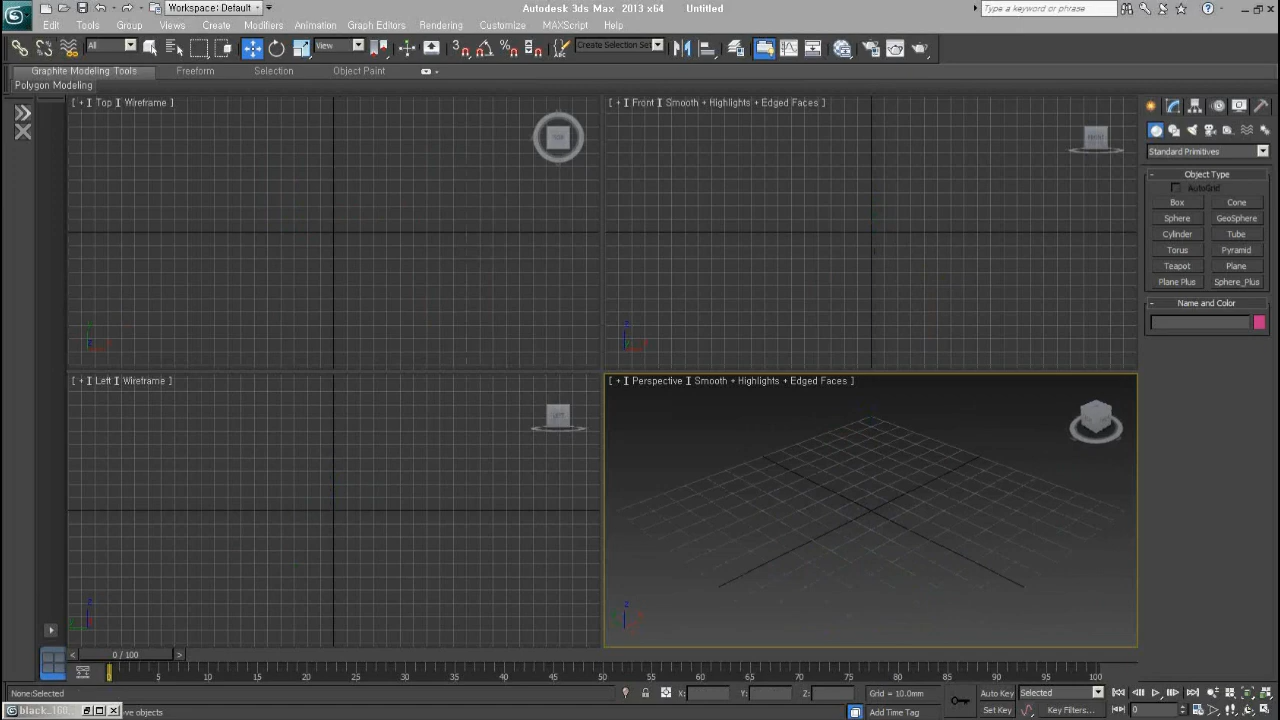 Workspace: Default
Autodesk 3ds Max 2013 x64 Untitled
Type a key or phrase
Edit Tools Group Views Create Modifiers Animation Graph Editors Rendering Customize MAXScript Help
All View Create Selection Set
Graphite Modeling Tools Freeform Selection Object Paint
Polygon Modeling
[ + ] Top ] Wireframe ]
[ + ] Front ] Smooth + Highlights + Edged Faces ]
Standard Primitives
- Object Type
AutoGrid
Box Cone
Sphere GeoSphere
Cylinder Tube
Torus Pyramid
Teapot Plane
Plane Plus Sphere_Plus
- Name and Color
[ + ] Left ] Wireframe ]
[ + ] Perspective ] Smooth + Highlights + Edged Faces ]
< 0 / 100 >
0 5 10 15 20 25 30 35 40 45 50 55 60 65 70 75 80 85 90 95 100
None:Selected X: Y: Z: Grid = 10.0mm Auto Key Selected
ve objects Add Time Tag Set Key Key Filters... 0